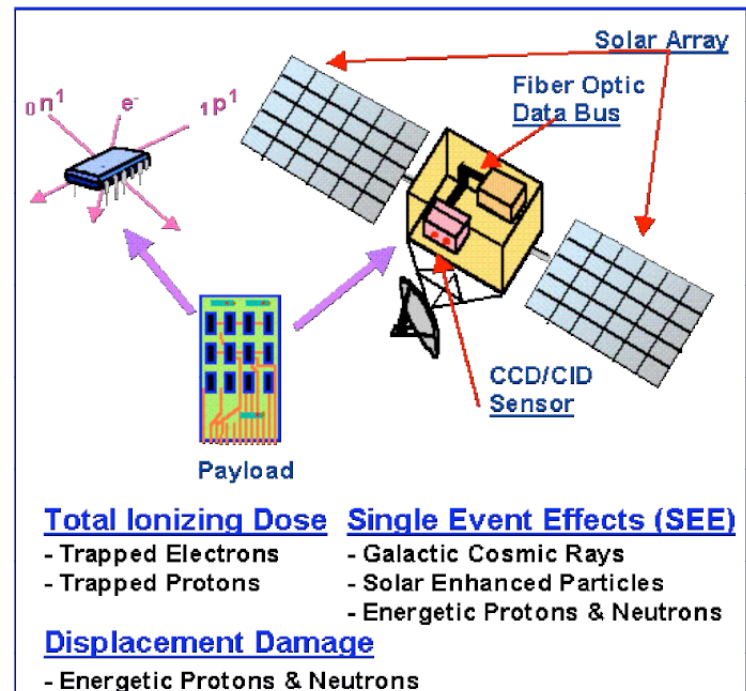 Solar Array
Fiber Optic
Data Bus
₀n¹ e⁻ ₁p¹
CCD/CID
Sensor
Payload
Total Ionizing Dose
- Trapped Electrons
- Trapped Protons
Single Event Effects (SEE)
- Galactic Cosmic Rays
- Solar Enhanced Particles
- Energetic Protons & Neutrons
Displacement Damage
- Energetic Protons & Neutrons